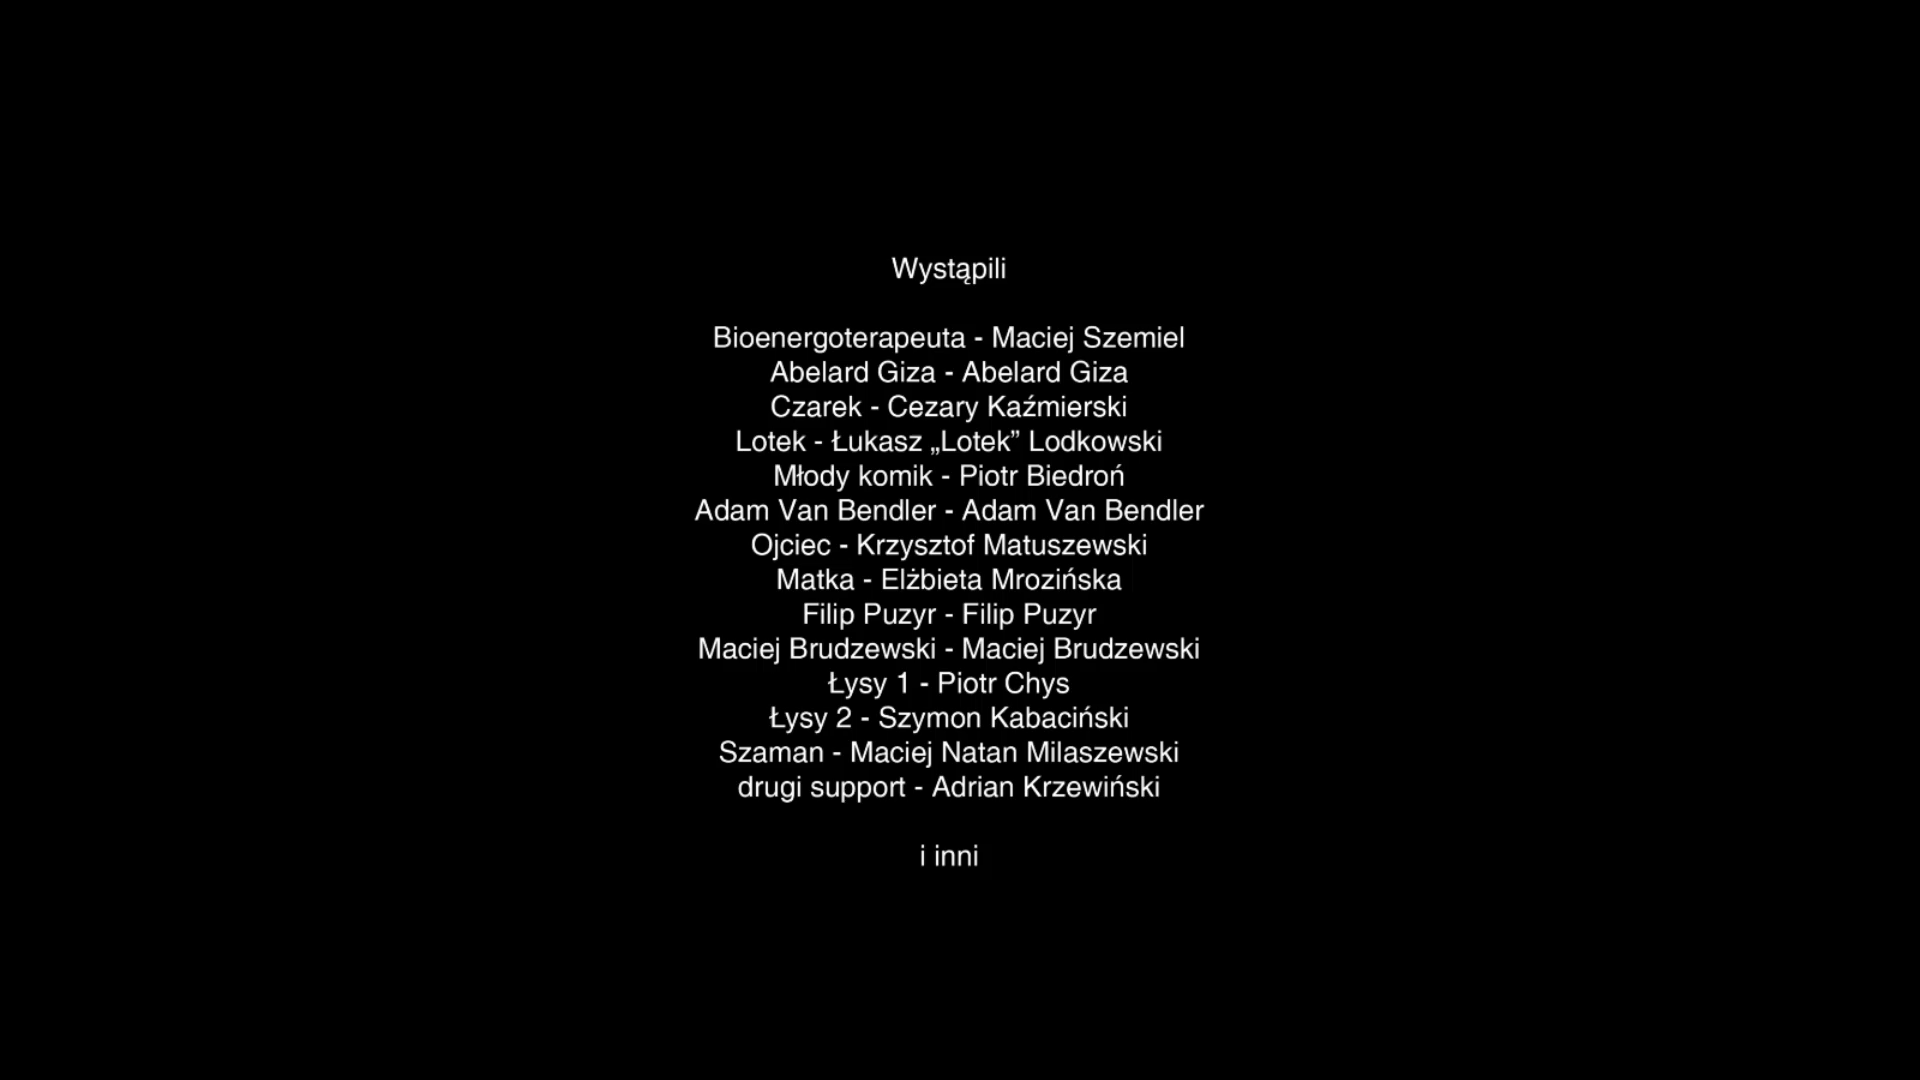 Wystąpili
Bioenergoterapeuta - Maciej Szemiel
Abelard Giza - Abelard Giza
Czarek - Cezary Kaźmierski
Lotek - Łukasz „Lotek” Lodkowski
Młody komik - Piotr Biedroń
Adam Van Bendler - Adam Van Bendler
Ojciec - Krzysztof Matuszewski
Matka - Elżbieta Mrozińska
Filip Puzyr - Filip Puzyr
Maciej Brudzewski - Maciej Brudzewski
Łysy 1 - Piotr Chys
Łysy 2 - Szymon Kabaciński
Szaman - Maciej Natan Milaszewski
drugi support - Adrian Krzewiński
i inni